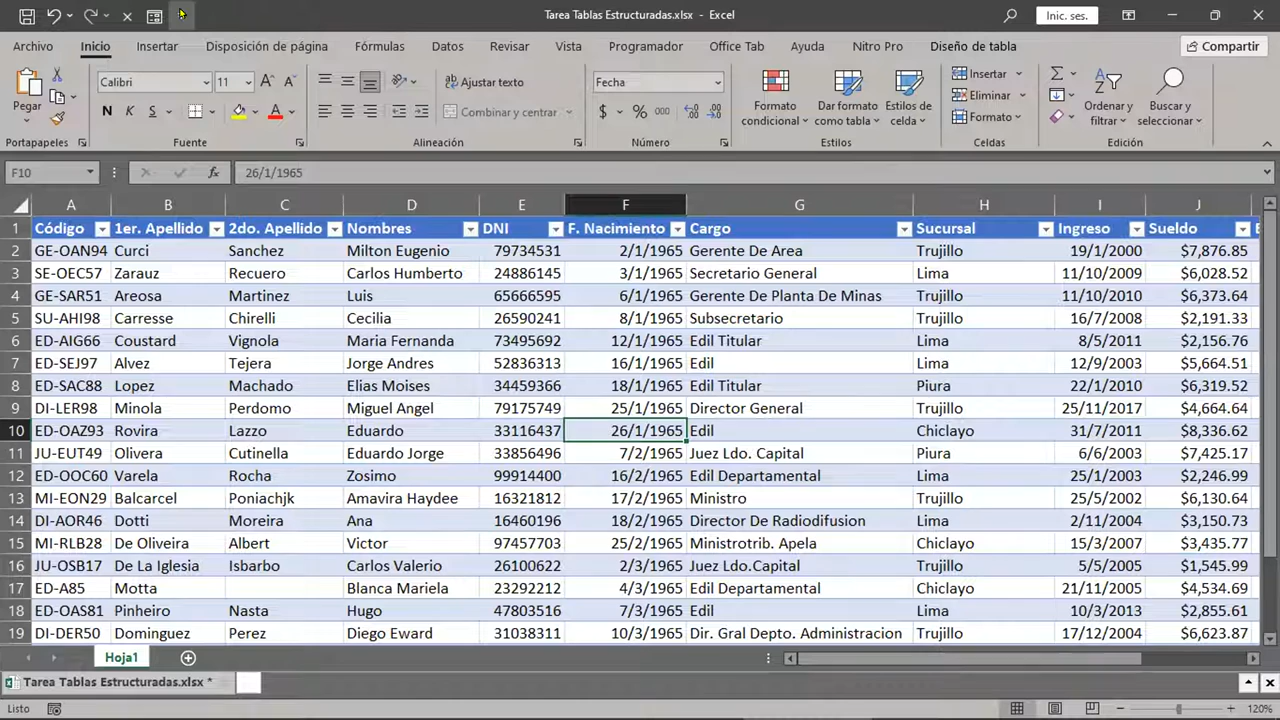 Tarea Tablas Estructuradas.xlsx - Excel
Inic. ses.
Archivo Inicio Insertar Disposición de página Fórmulas Datos Revisar Vista Programador Office Tab Ayuda Nitro Pro Diseño de tabla Compartir
Pegar
Calibri 11
N K S
Ajustar texto
Combinar y centrar
Fecha
$ % 000
Formato condicional
Dar formato como tabla
Estilos de celda
Insertar
Eliminar
Formato
Ordenar y filtrar
Buscar y seleccionar
Portapapeles Fuente Alineación Número Estilos Celdas Edición
F10 fx 26/1/1965
A B C D E F G H I J
1 Código 1er. Apellido 2do. Apellido Nombres DNI F. Nacimiento Cargo Sucursal Ingreso Sueldo
2 GE-OAN94 Curci Sanchez Milton Eugenio 79734531 2/1/1965 Gerente De Area Trujillo 19/1/2000 $7,876.85
3 SE-OEC57 Zarauz Recuero Carlos Humberto 24886145 3/1/1965 Secretario General Lima 11/10/2009 $6,028.52
4 GE-SAR51 Areosa Martinez Luis 65666595 6/1/1965 Gerente De Planta De Minas Trujillo 11/10/2010 $6,373.64
5 SU-AHI98 Carresse Chirelli Cecilia 26590241 8/1/1965 Subsecretario Trujillo 16/7/2008 $2,191.33
6 ED-AIG66 Coustard Vignola Maria Fernanda 73495692 12/1/1965 Edil Titular Lima 8/5/2011 $2,156.76
7 ED-SEJ97 Alvez Tejera Jorge Andres 52836313 16/1/1965 Edil Lima 12/9/2003 $5,664.51
8 ED-SAC88 Lopez Machado Elias Moises 34459366 18/1/1965 Edil Titular Piura 22/1/2010 $6,319.52
9 DI-LER98 Minola Perdomo Miguel Angel 79175749 25/1/1965 Director General Trujillo 25/11/2017 $4,664.64
10 ED-OAZ93 Rovira Lazzo Eduardo 33116437 26/1/1965 Edil Chiclayo 31/7/2011 $8,336.62
11 JU-EUT49 Olivera Cutinella Eduardo Jorge 33856496 7/2/1965 Juez Ldo. Capital Piura 6/6/2003 $7,425.17
12 ED-OOC60 Varela Rocha Zosimo 99914400 16/2/1965 Edil Departamental Lima 25/1/2003 $2,246.99
13 MI-EON29 Balcarcel Poniachjk Amavira Haydee 16321812 17/2/1965 Ministro Trujillo 25/5/2002 $6,130.64
14 DI-AOR46 Dotti Moreira Ana 16460196 18/2/1965 Director De Radiodifusion Lima 2/11/2004 $3,150.73
15 MI-RLB28 De Oliveira Albert Victor 97457703 25/2/1965 Ministrotrib. Apela Chiclayo 15/3/2007 $3,435.77
16 JU-OSB17 De La Iglesia Isbarbo Carlos Valerio 26100622 2/3/1965 Juez Ldo.Capital Trujillo 5/5/2005 $1,545.99
17 ED-A85 Motta Blanca Mariela 23292212 4/3/1965 Edil Departamental Chiclayo 21/11/2005 $4,534.69
18 ED-OAS81 Pinheiro Nasta Hugo 47803516 7/3/1965 Edil Lima 10/3/2013 $2,855.61
19 DI-DER50 Dominguez Perez Diego Eward 31038311 10/3/1965 Dir. Gral Depto. Administracion Trujillo 17/12/2004 $6,623.87
Hoja1
Tarea Tablas Estructuradas.xlsx *
Listo 120%